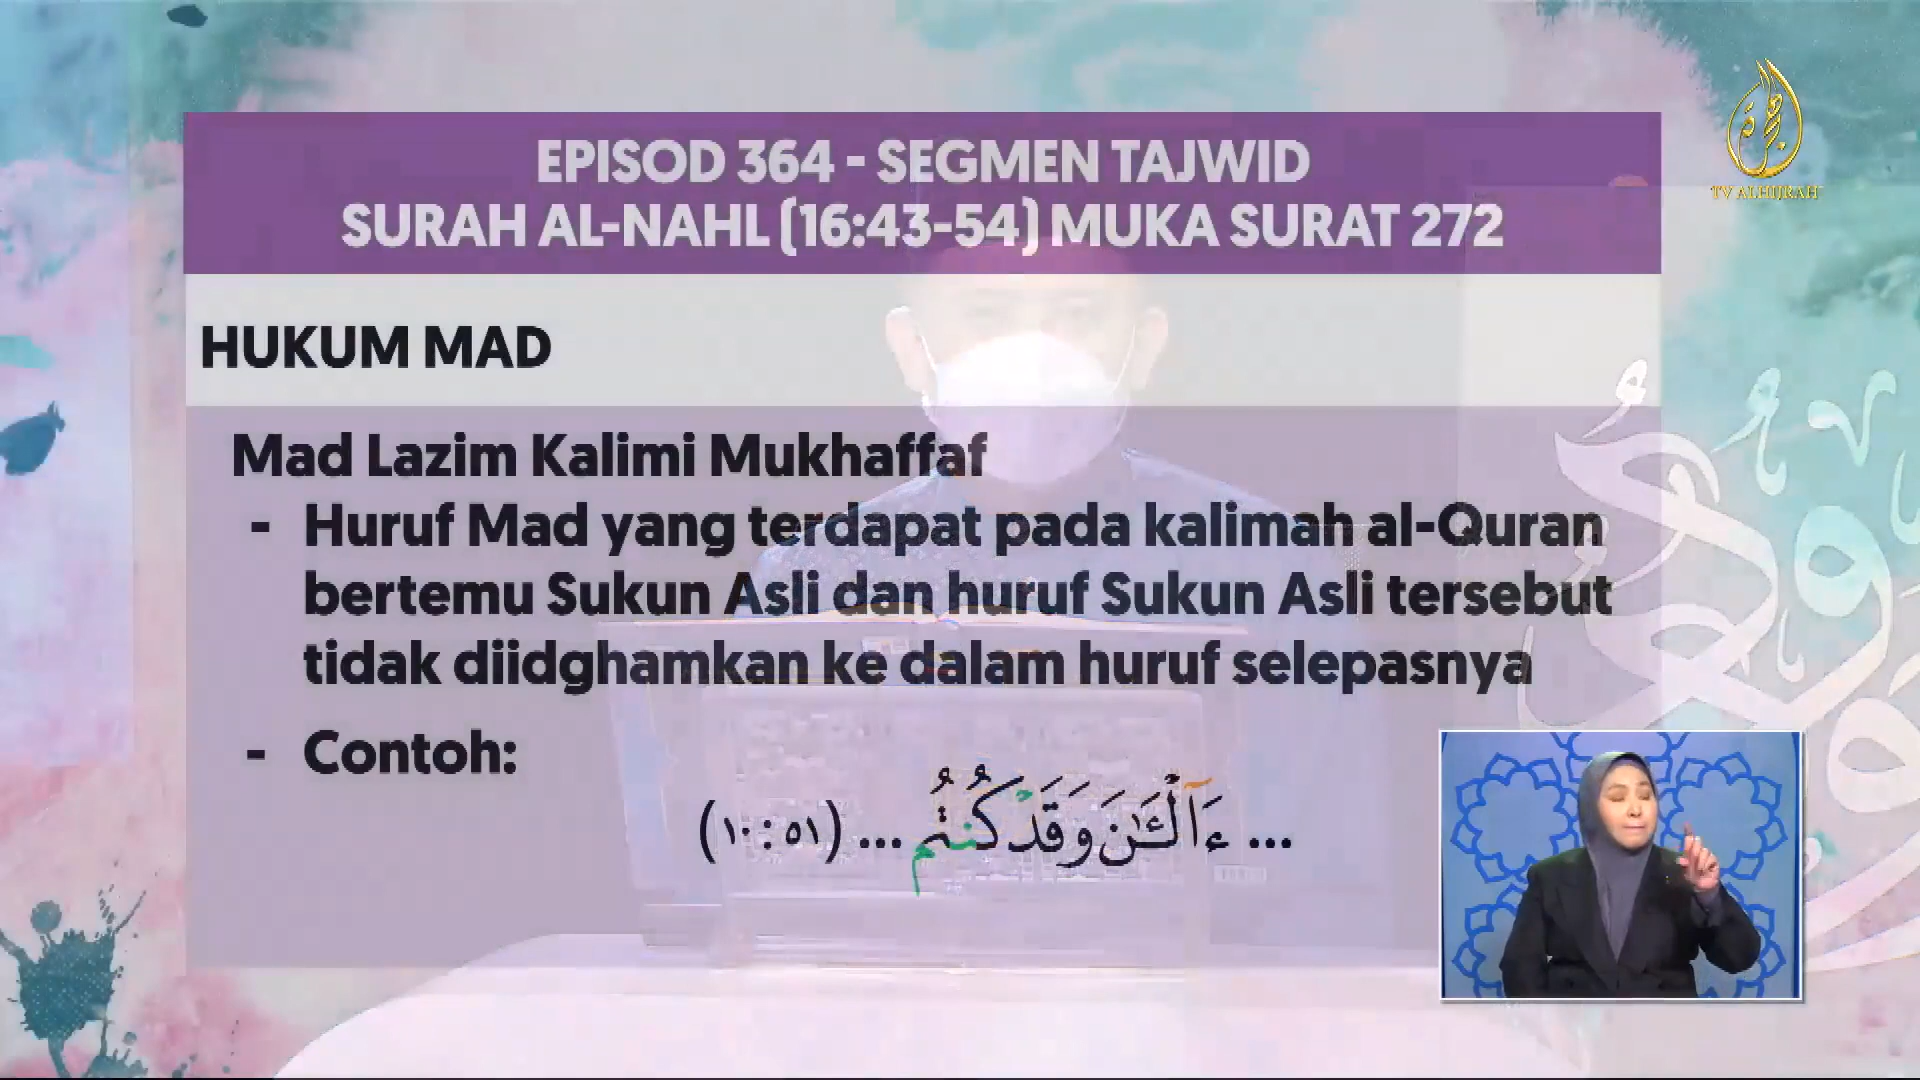 EPISOD 364 - SEGMEN TAJWID
SURAH AL-NAHL (16:43-54) MUKA SURAT 272
TV ALHIJRAH
HUKUM MAD
Mad Lazim Kalimi Mukhaffaf
- Huruf Mad yang terdapat pada kalimah al-Quran
bertemu Sukun Asli dan huruf Sukun Asli tersebut
tidak diidghamkan ke dalam huruf selepasnya
- Contoh:
... ءَآلْـَٰٔنَ وَقَدْ كُنتُم ... (١٠:٥١)